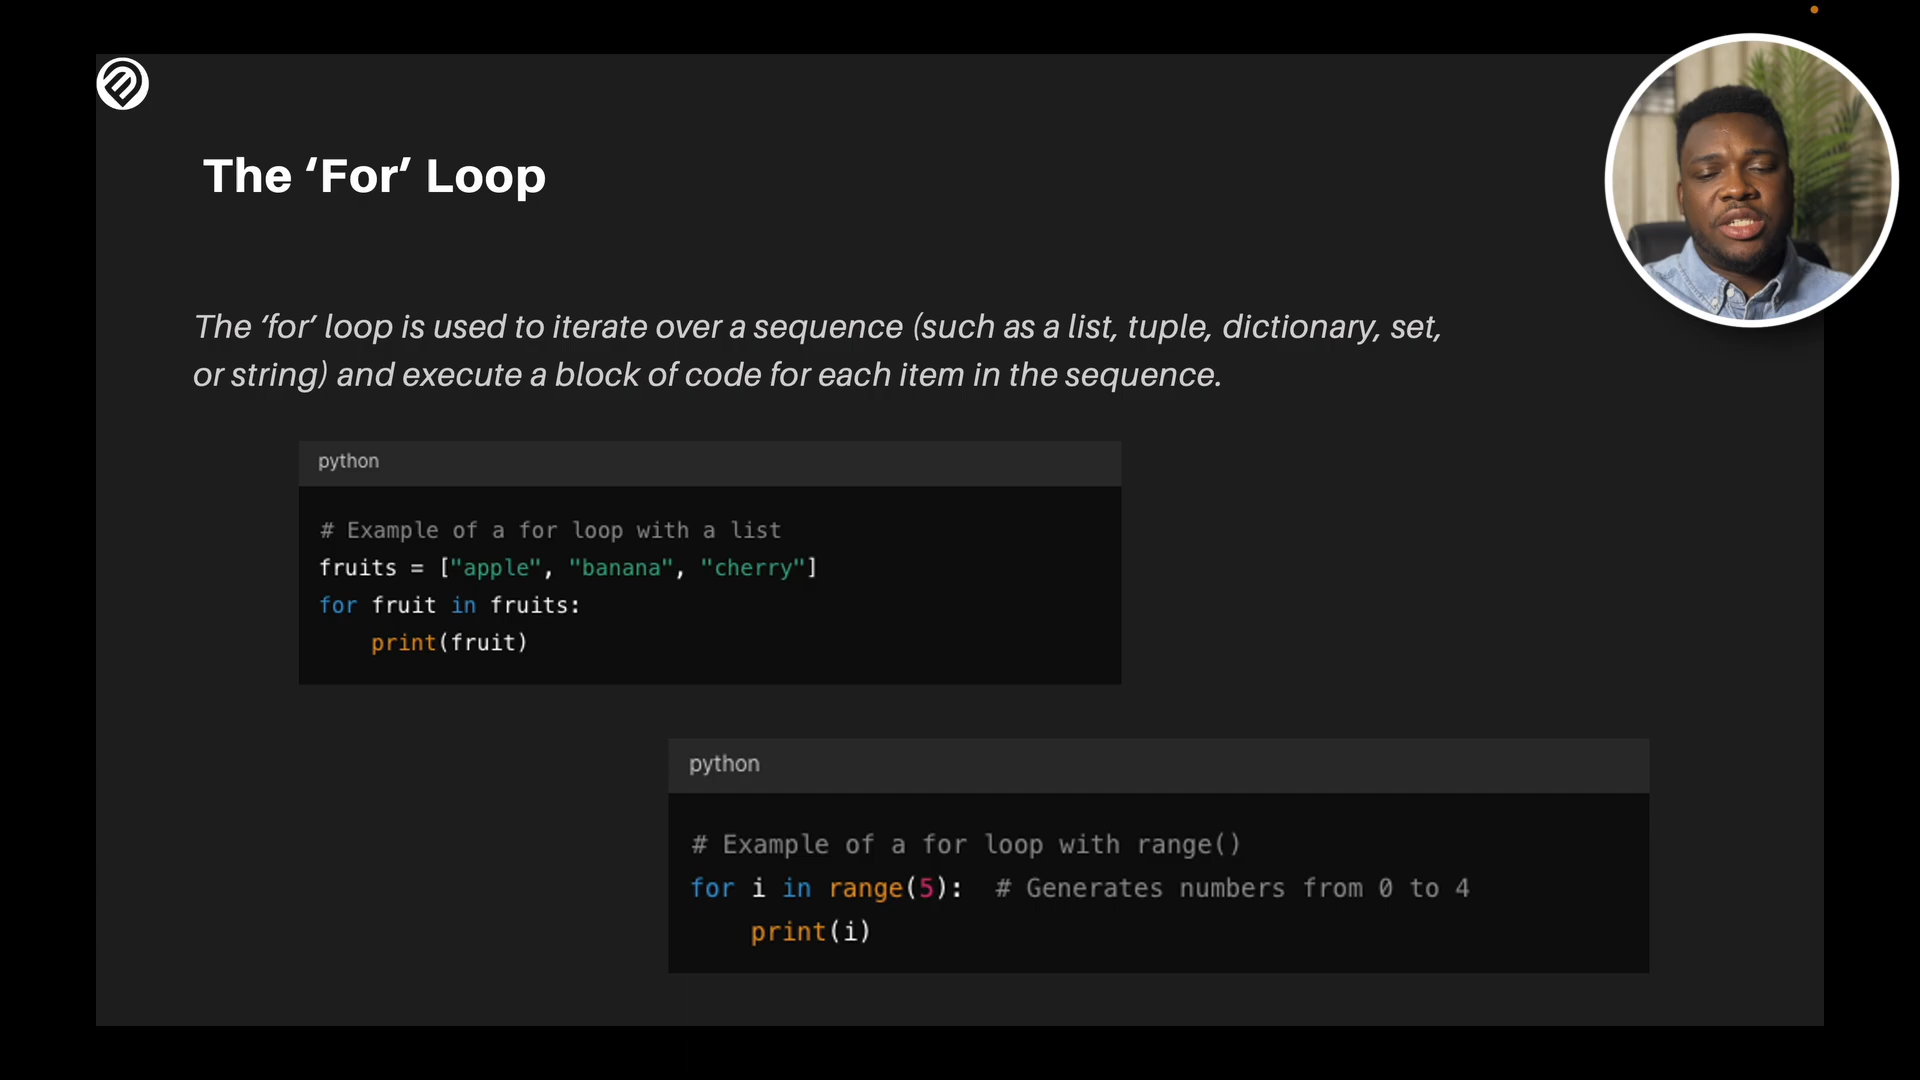 The ‘For’ Loop
The ‘for’ loop is used to iterate over a sequence (such as a list, tuple, dictionary, set,
or string) and execute a block of code for each item in the sequence.
python
# Example of a for loop with a list
fruits = ["apple", "banana", "cherry"]
for fruit in fruits:
    print(fruit)
python
# Example of a for loop with range()
for i in range(5):  # Generates numbers from 0 to 4
    print(i)